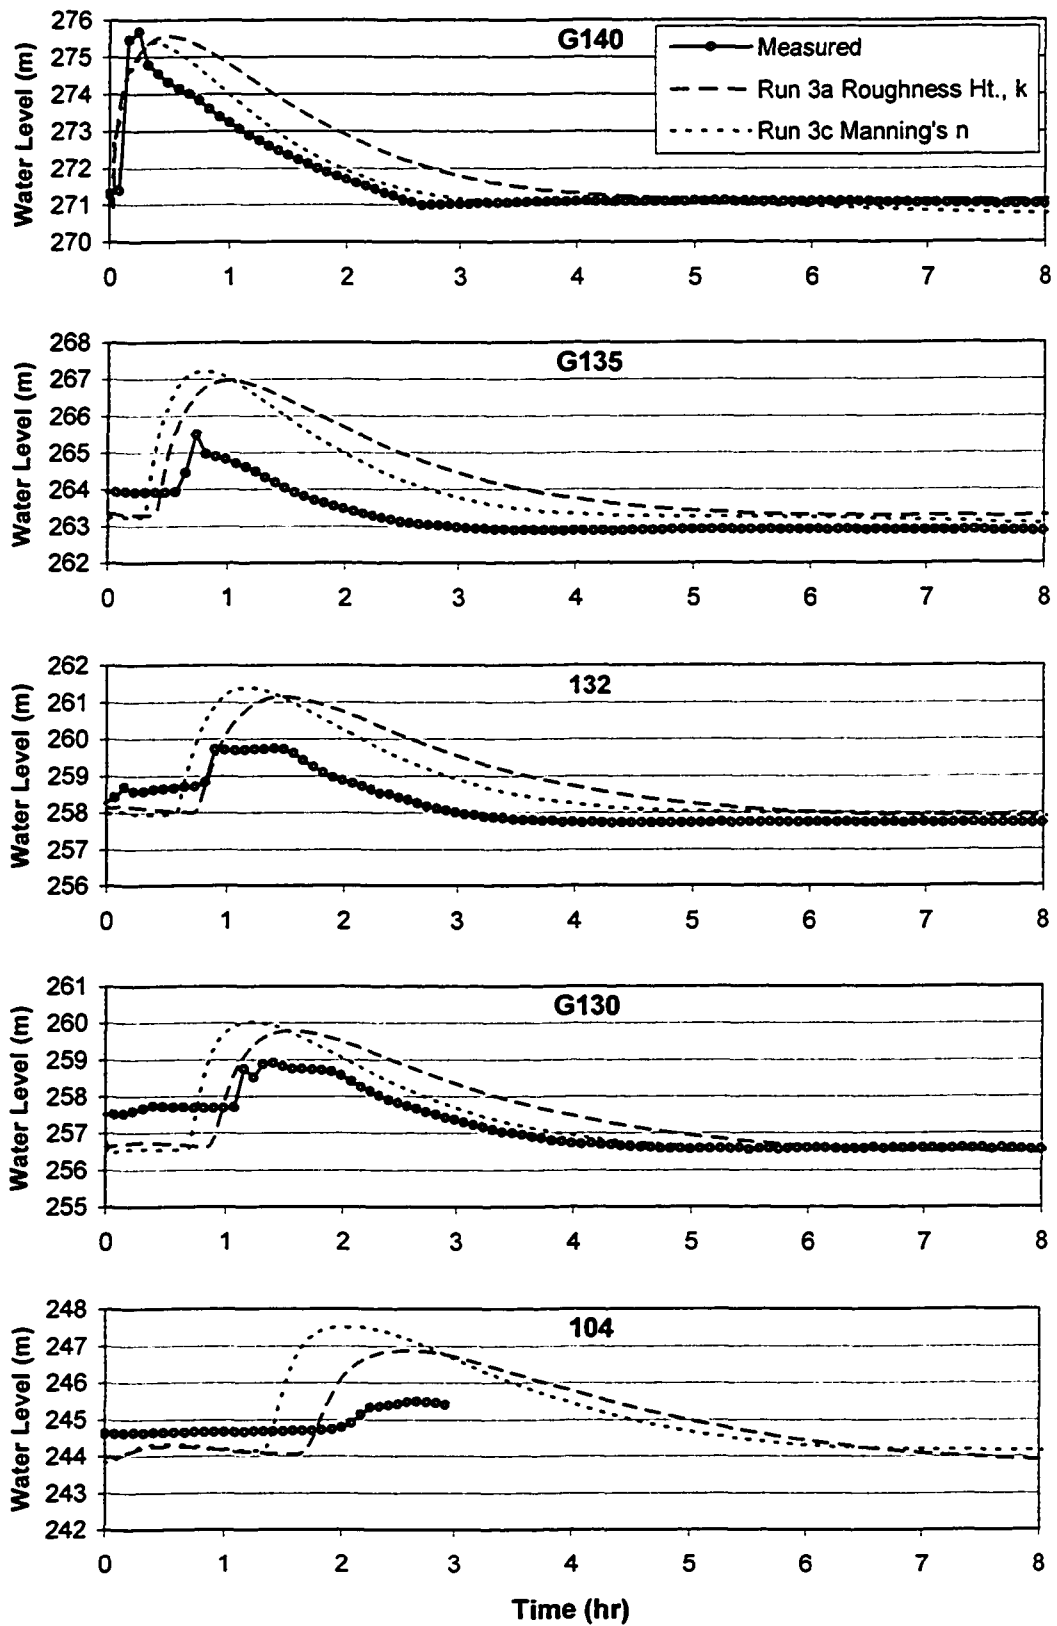 G140
Measured
Run 3a Roughness Ht., k
Run 3c Manning's n
Water Level (m)
276
275
274
273
272
271
270
0 1 2 3 4 5 6 7 8
G135
Water Level (m)
268
267
266
265
264
263
262
0 1 2 3 4 5 6 7 8
132
Water Level (m)
262
261
260
259
258
257
256
0 1 2 3 4 5 6 7 8
G130
Water Level (m)
261
260
259
258
257
256
255
0 1 2 3 4 5 6 7 8
104
Water Level (m)
248
247
246
245
244
243
242
0 1 2 3 4 5 6 7 8
Time (hr)